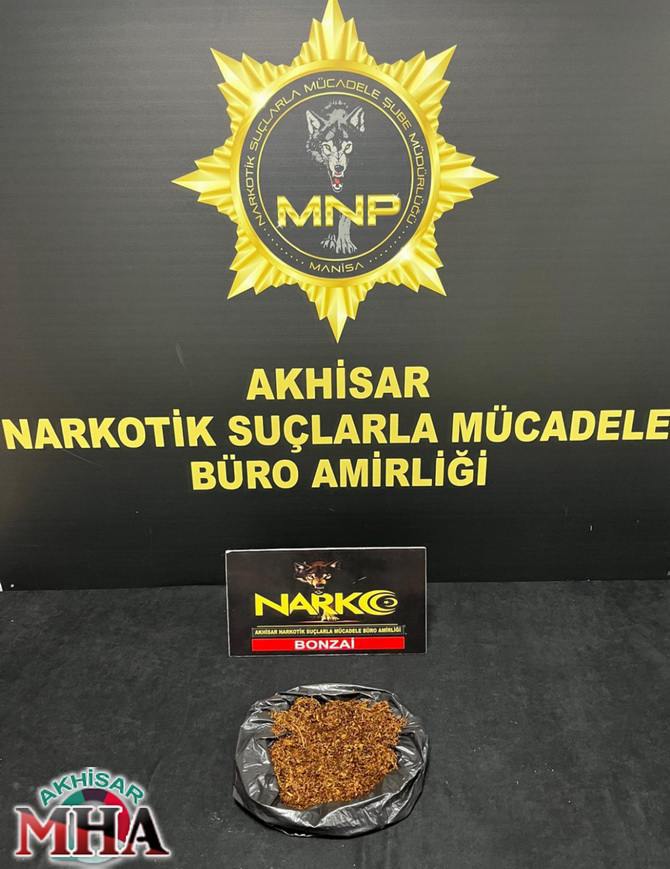 NARKOTİK SUÇLARLA MÜCADELE ŞUBE MÜDÜRLÜĞÜ
MNP
MANİSA
AKHİSAR
NARKOTİK SUÇLARLA MÜCADELE
BÜRO AMİRLİĞİ
NARKO
AKHİSAR NARKOTİK SUÇLARLA MÜCADELE BÜRO AMİRLİĞİ
BONZAİ
AKHİSAR
MHA